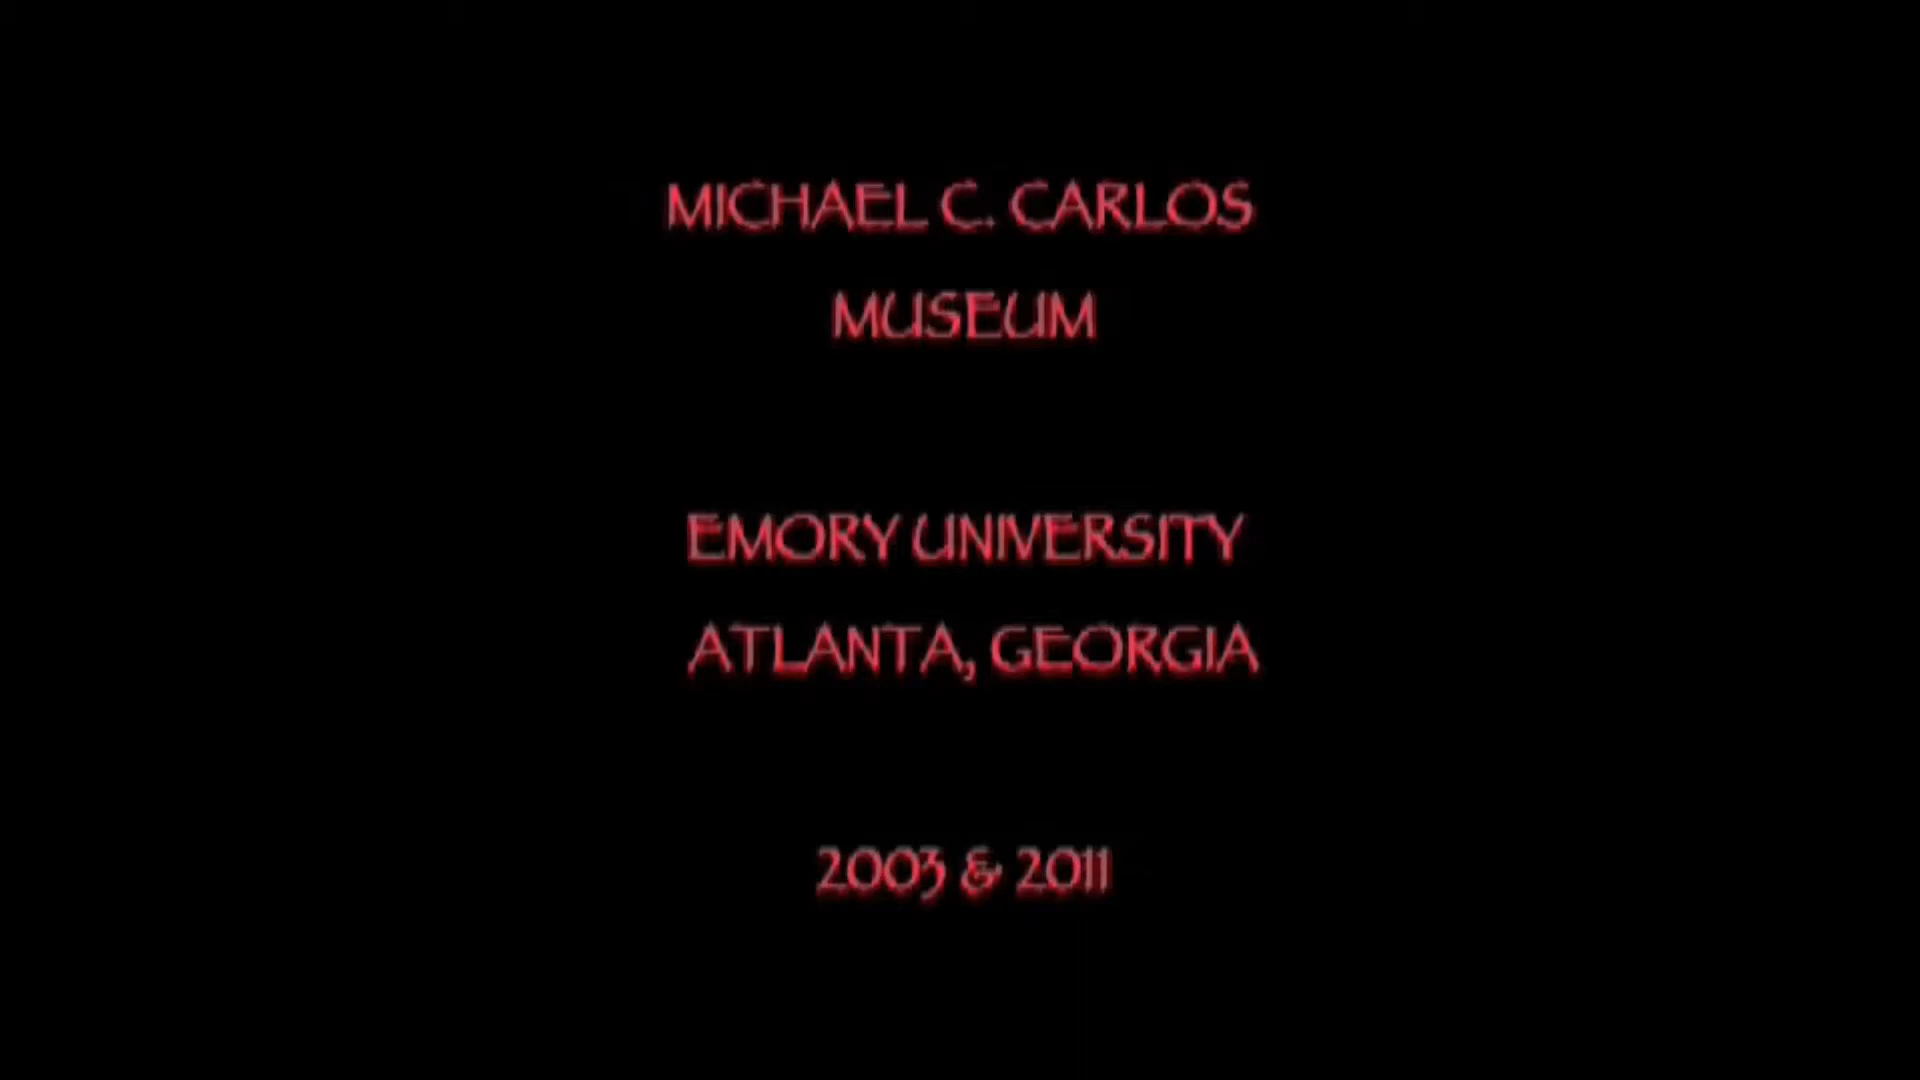 MICHAEL C. CARLOS
MUSEUM
EMORY UNIVERSITY
ATLANTA, GEORGIA
2003 & 2011